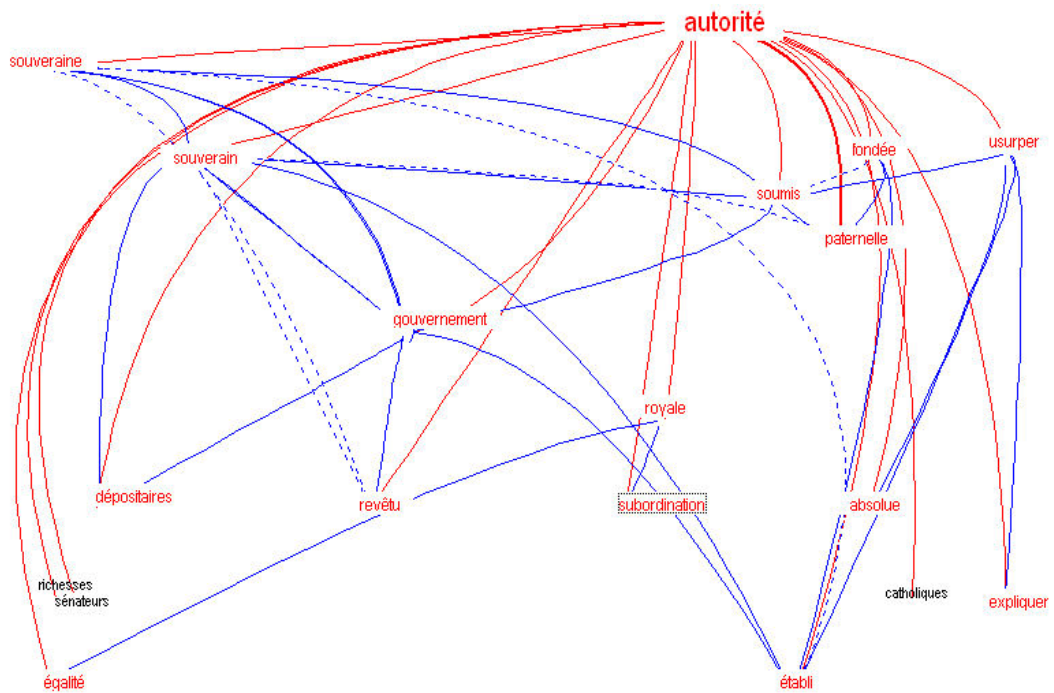 autorité
souveraine
usurper
fondée
souverain
soumis
paternelle
gouvernement
royale
dépositaires
revêtu
subordination
absolue
richesses
sénateurs
catholiques
expliquer
égalité
établi